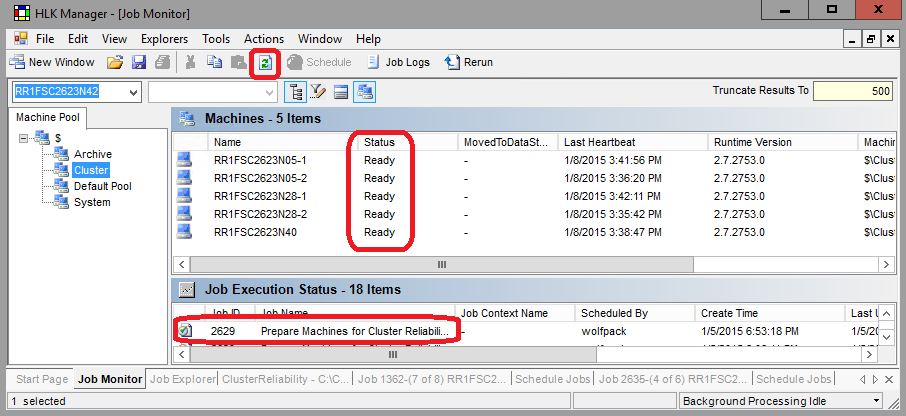 HLK Manager - [Job Monitor]
File Edit View Explorers Tools Actions Window Help
New Window Schedule Job Logs Rerun
RR1FSC2623N42 Truncate Results To 500
Machine Pool
$
Archive
Cluster
Default Pool
System
Machines - 5 Items
Name Status MovedToDataSt... Last Heartbeat Runtime Version Machin
RR1FSC2623N05-1 Ready - 1/8/2015 3:41:56 PM 2.7.2753.0 $\Clus
RR1FSC2623N05-2 Ready - 1/8/2015 3:36:20 PM 2.7.2753.0 $\Clus
RR1FSC2623N28-1 Ready - 1/8/2015 3:42:11 PM 2.7.2753.0 $\Clus
RR1FSC2623N28-2 Ready - 1/8/2015 3:35:42 PM 2.7.2753.0 $\Clus
RR1FSC2623N40 Ready - 1/8/2015 3:38:47 PM 2.7.2753.0 $\Clus
Job Execution Status - 18 Items
Job ID Job Name Job Context Name Scheduled By Create Time Last U
2629 Prepare Machines for Cluster Reliabili... - wolfpack 1/5/2015 6:53:18 PM 1/5/20
Start Page Job Monitor Job Explorer ClusterReliability - C:\C... Job 1362-(7 of 8) RR1FSC2... Schedule Jobs Job 2635-(4 of 6) RR1FSC2... Schedule Jobs
1 selected Background Processing Idle